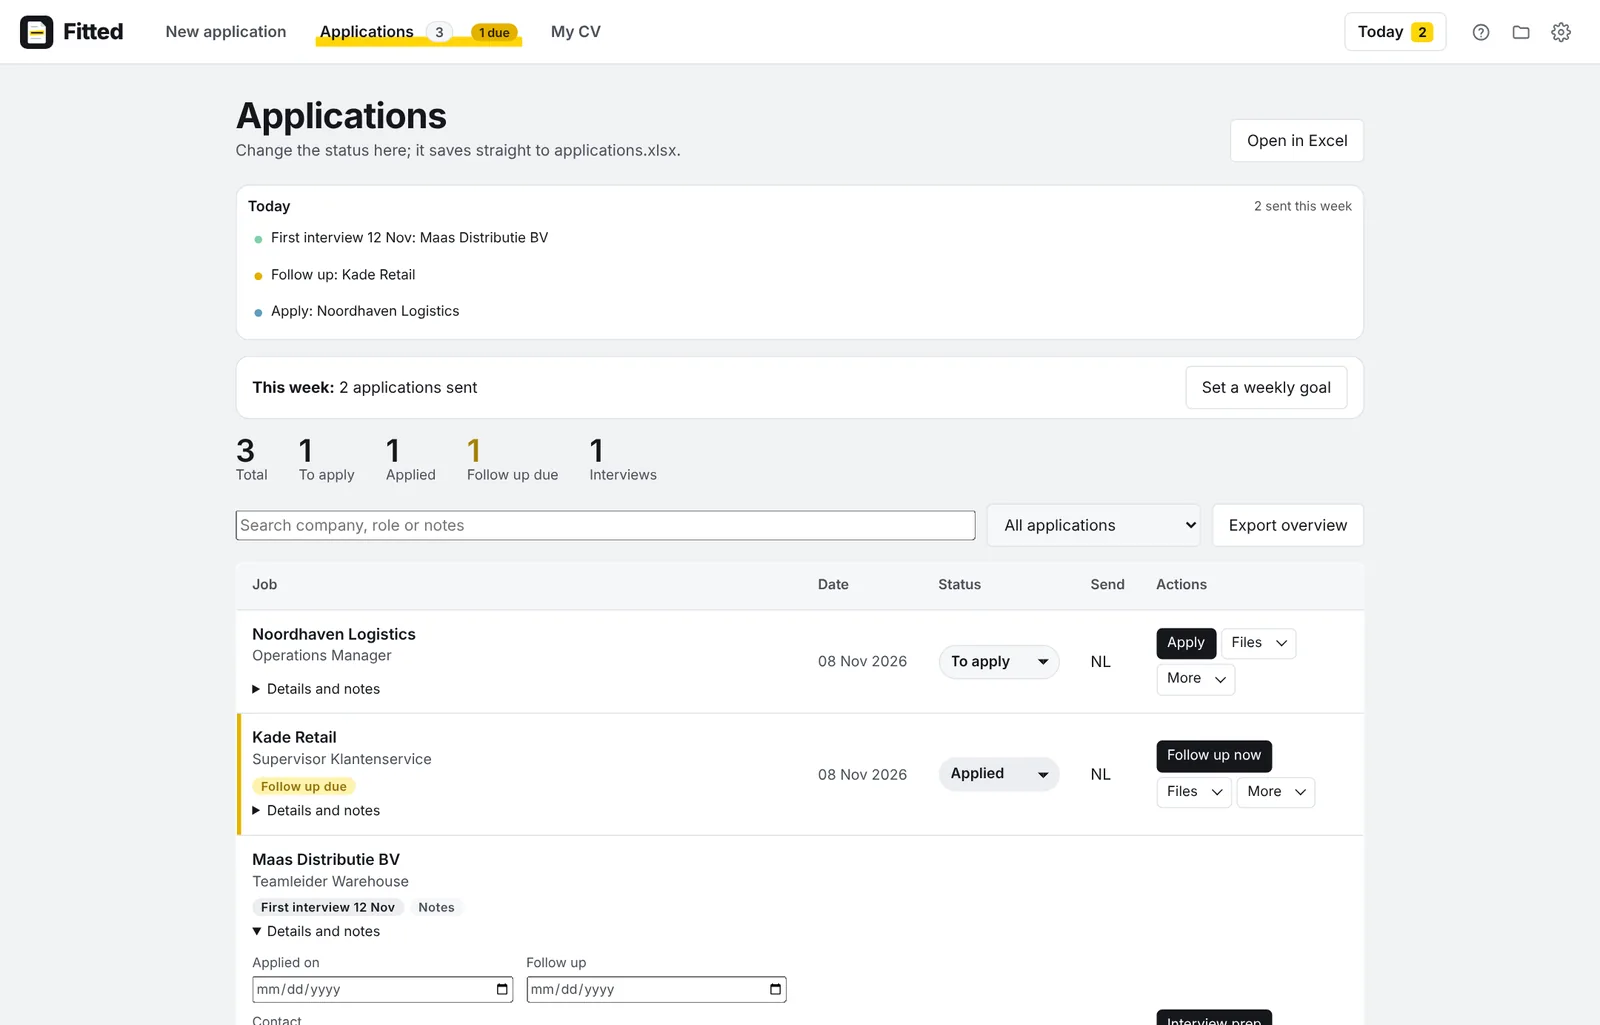 Fitted
New application
Applications 3 1 due
My CV
Today 2
Applications
Change the status here; it saves straight to applications.xlsx.
Open in Excel
Today
2 sent this week
First interview 12 Nov: Maas Distributie BV
Follow up: Kade Retail
Apply: Noordhaven Logistics
This week: 2 applications sent
Set a weekly goal
3 1 1 1 1
Total To apply Applied Follow up due Interviews
Search company, role or notes
All applications
Export overview
Job Date Status Send Actions
Noordhaven Logistics
Operations Manager
Details and notes
08 Nov 2026
To apply
NL
Apply Files
More
Kade Retail
Supervisor Klantenservice
Follow up due
Details and notes
08 Nov 2026
Applied
NL
Follow up now
Files More
Maas Distributie BV
Teamleider Warehouse
First interview 12 Nov Notes
Details and notes
Applied on Follow up
mm/dd/yyyy mm/dd/yyyy
Contact
Interview prep